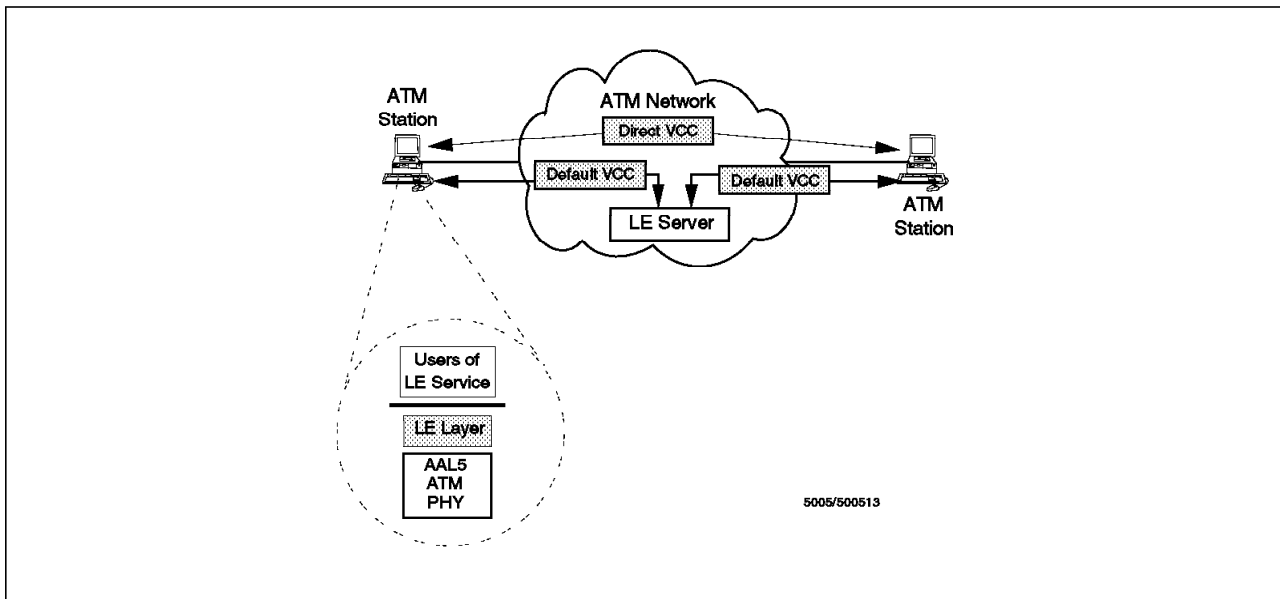 ATM
Station
ATM Network
Direct VCC
Default VCC
Default VCC
LE Server
ATM
Station
Users of
LE Service
LE Layer
AAL5
ATM
PHY
5005/500513